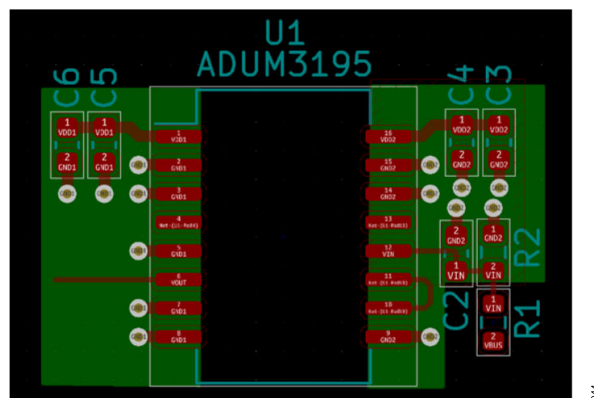 U1
ADUM3195
C6
C5
C4
C3
1
VDD1
1
VDD1
2
GND1
2
GND1
1
VDD1
2
GND1
3
GND1
4
5
GND1
6
VOUT
7
GND1
8
GND1
16
VDD2
15
GND2
14
GND2
13
12
VIN
11
10
9
GND2
1
VDD2
1
VDD2
2
GND2
2
GND2
2
GND2
1
VIN
C2
1
GND2
2
VIN
R2
1
VIN
2
VBUS
R1